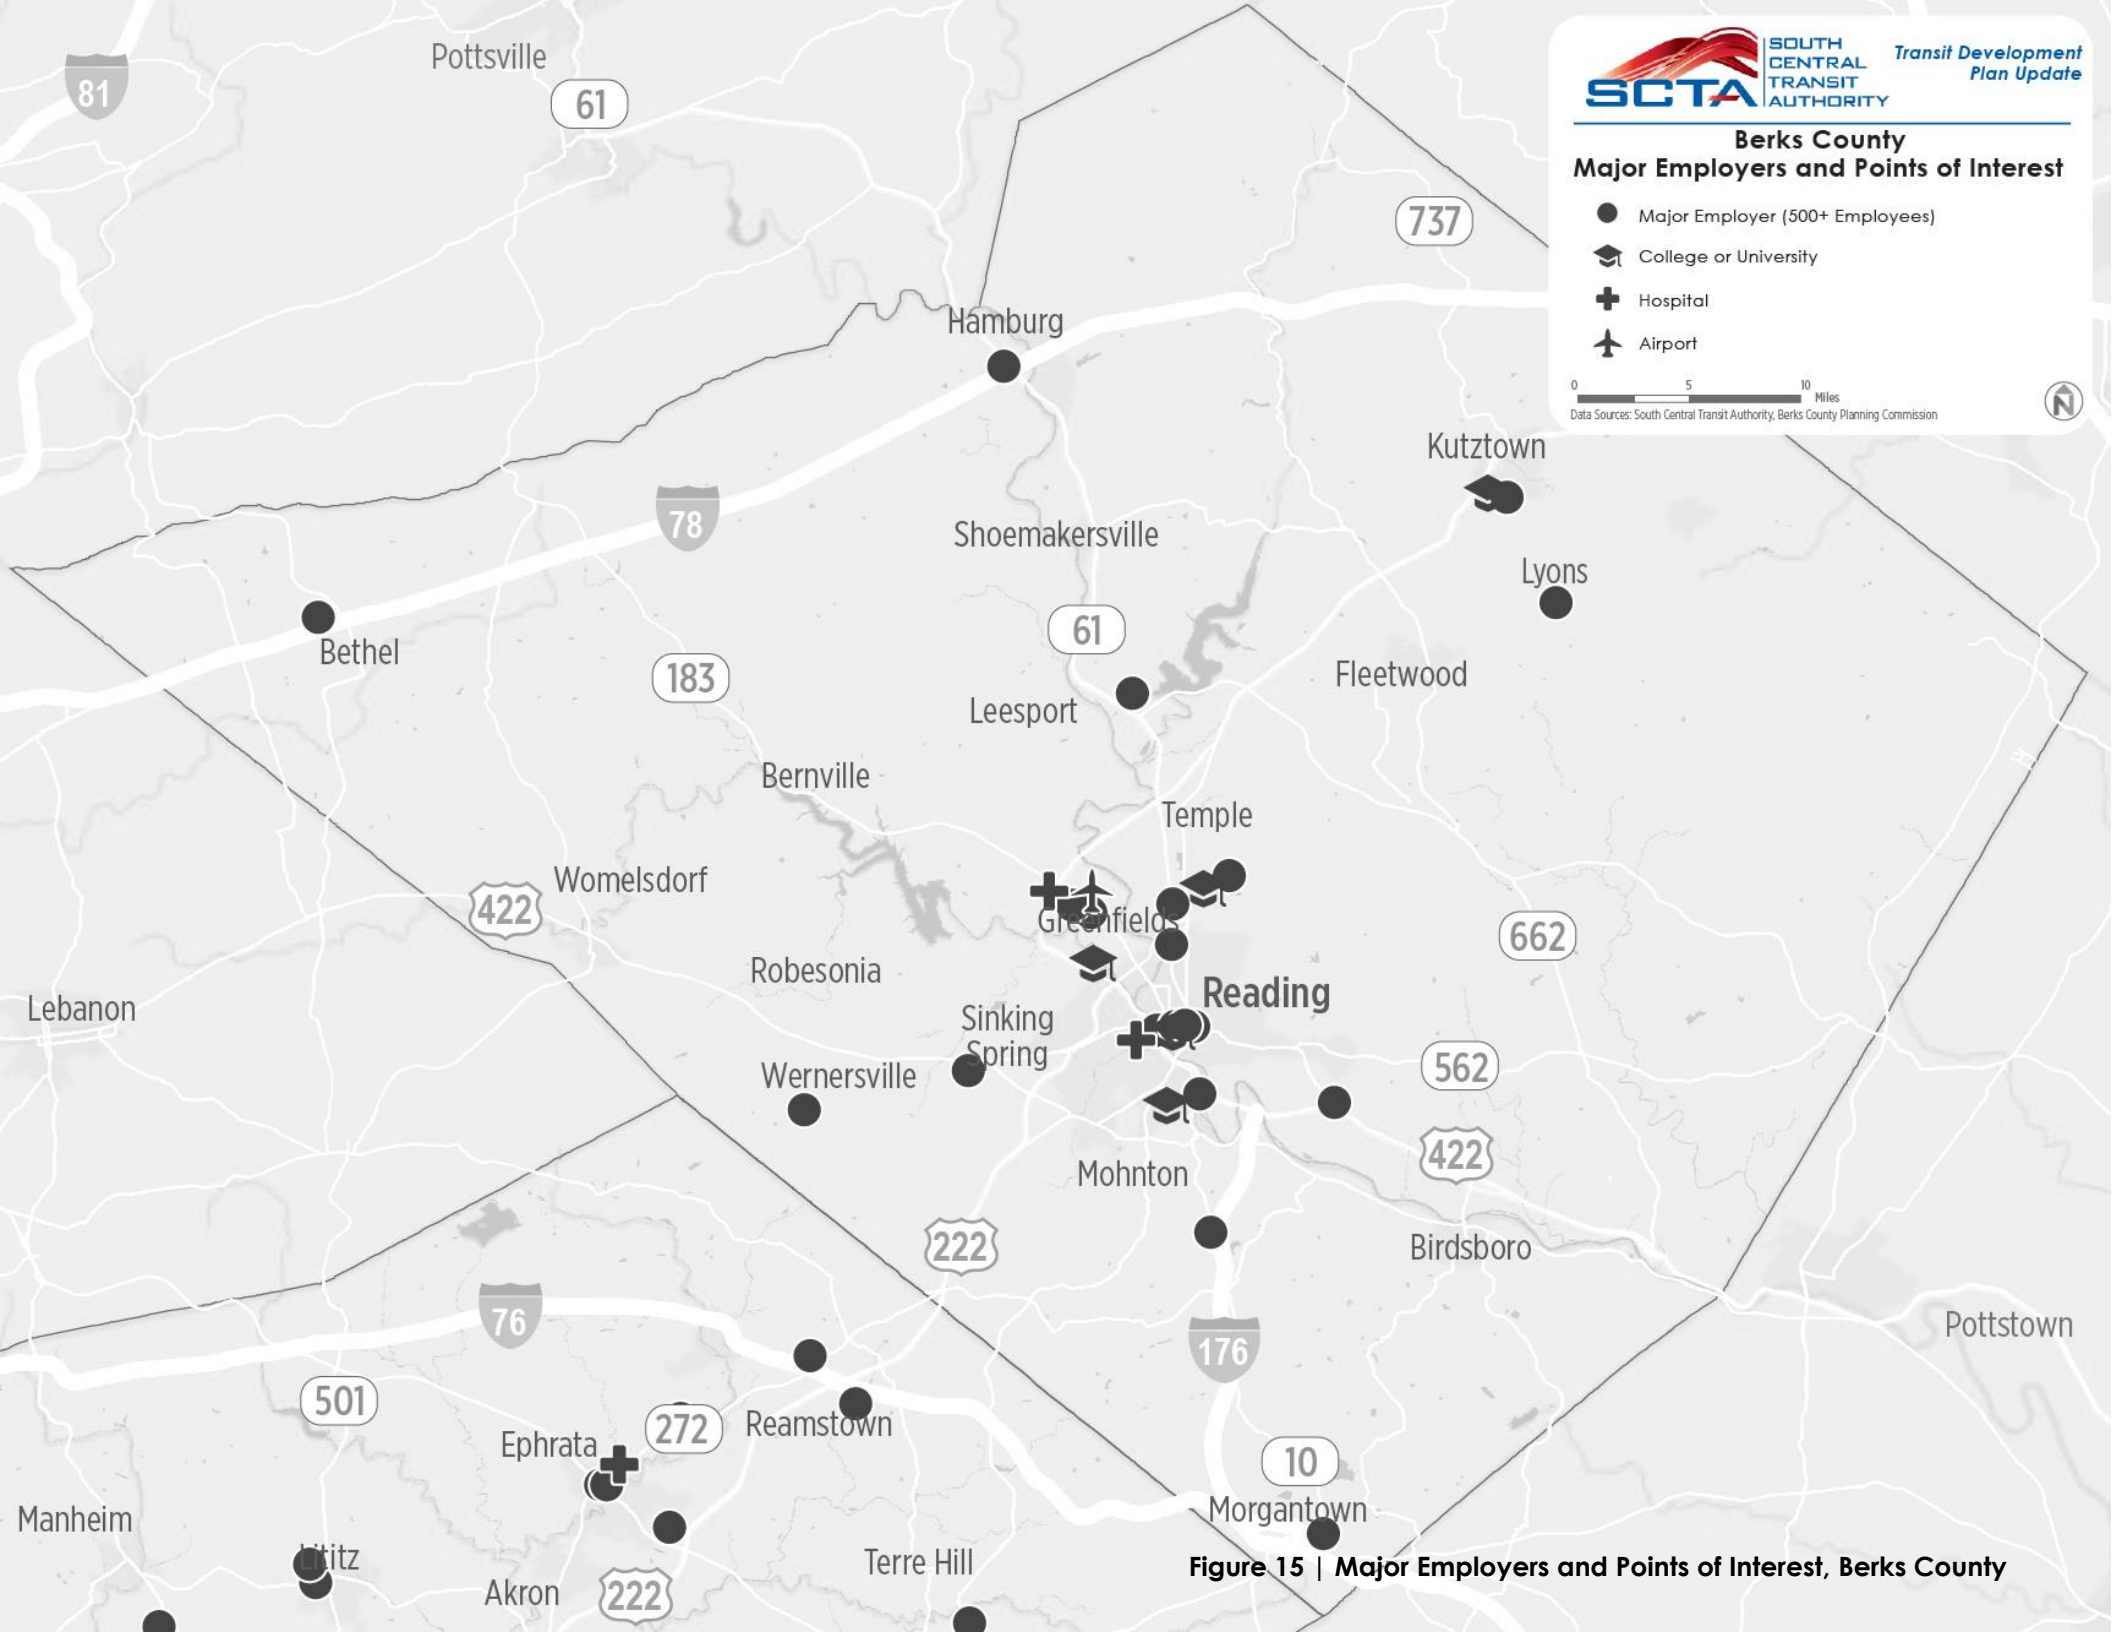 Pottsville
81
61
SOUTH
CENTRAL
TRANSIT
AUTHORITY
SCTA
Transit Development
Plan Update
Berks County
Major Employers and Points of Interest
Major Employer (500+ Employees)
College or University
Hospital
Airport
0 5 10
Miles
Data Sources: South Central Transit Authority, Berks County Planning Commission
N
737
Hamburg
Kutztown
78
Shoemakersville
Lyons
61
Bethel
183
Fleetwood
Leesport
Bernville
Temple
Womelsdorf
422
Greenfields
662
Robesonia
Reading
Lebanon
Sinking
Spring
562
Wernersville
422
Mohnton
222
Birdsboro
76
Pottstown
176
501
272
Reamstown
Ephrata
10
Morgantown
Manheim
Lititz
Terre Hill
Figure 15 | Major Employers and Points of Interest, Berks County
Akron
222